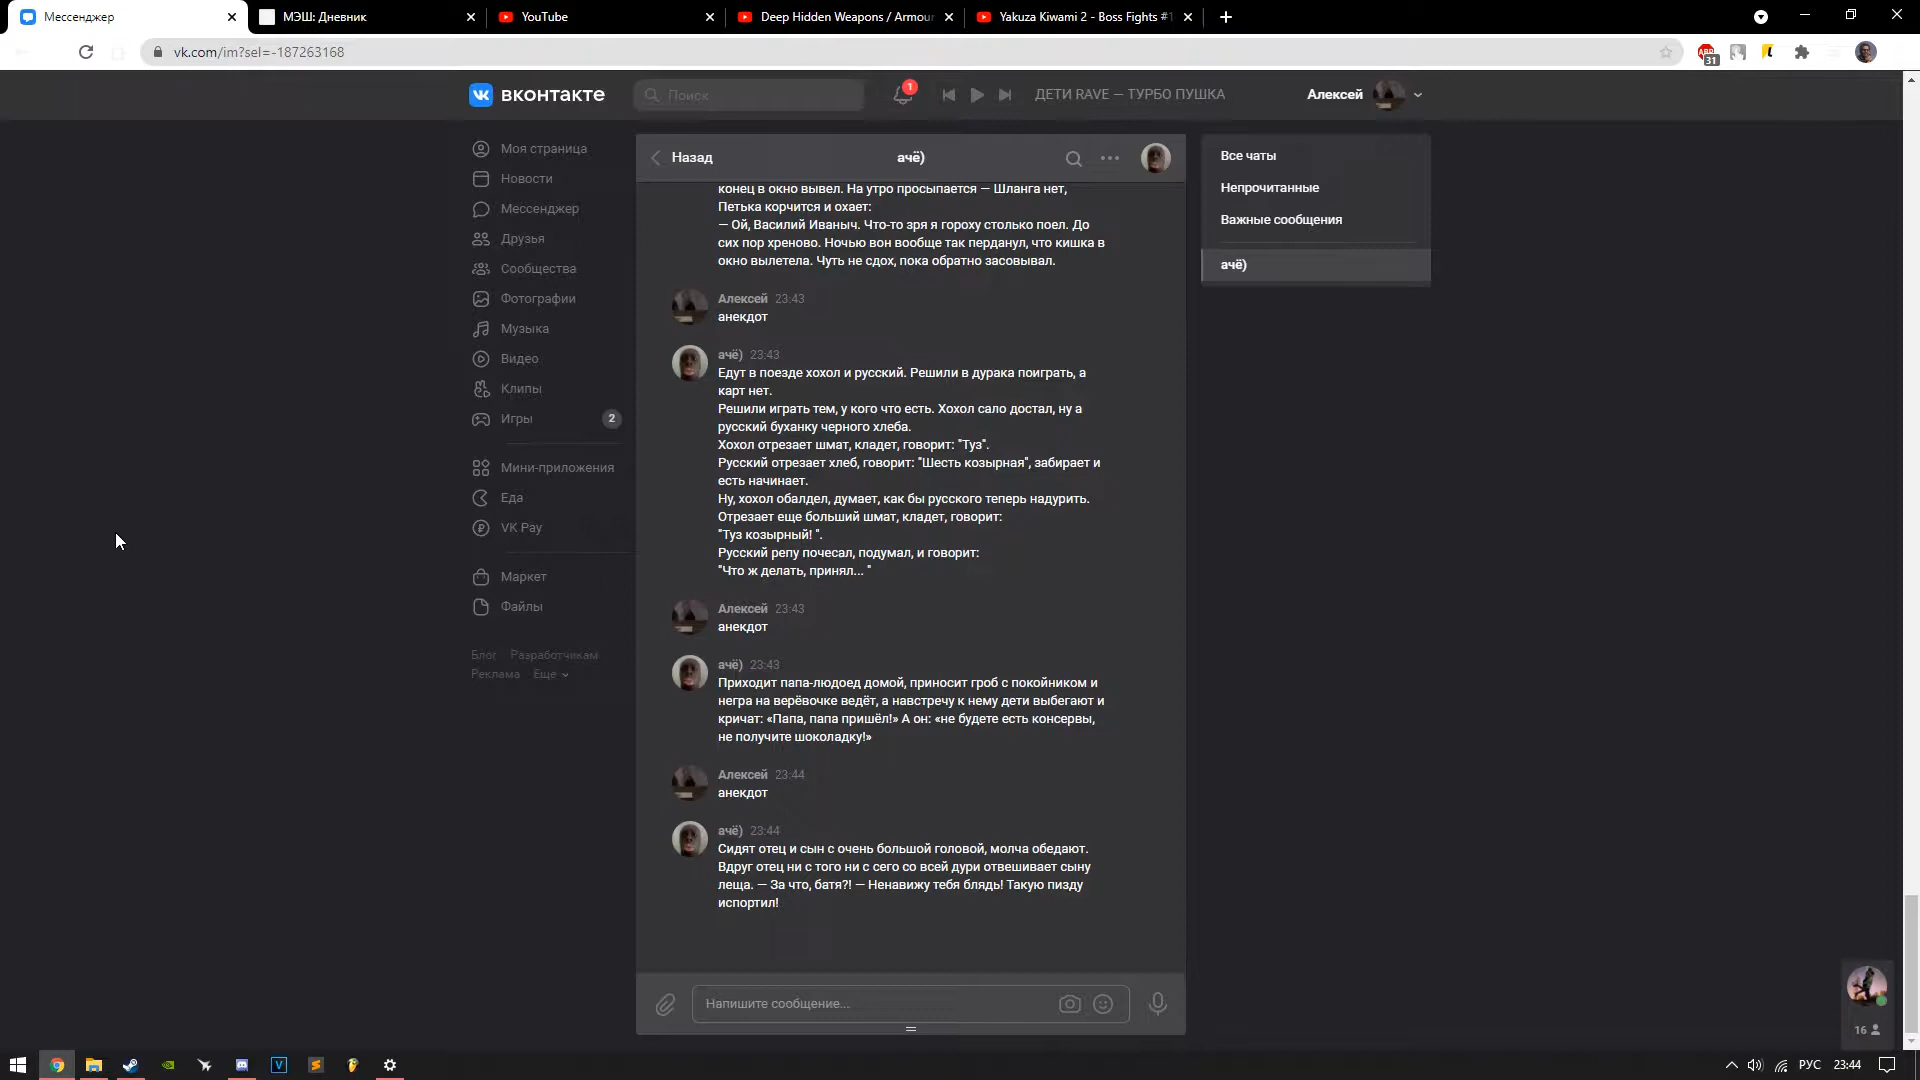 Мессенджер
МЭШ: Дневник
YouTube
Deep Hidden Weapons / Armour
Yakuza Kiwami 2 - Boss Fights #1
vk.com/im?sel=-187263168
ABP
31
вконтакте
Поиск
1
ДЕТИ RAVE — ТУРБО ПУШКА
Алексей
Моя страница
Новости
Мессенджер
Друзья
Сообщества
Фотографии
Музыка
Видео
Клипы
Игры
2
Мини-приложения
Еда
VK Pay
Маркет
Файлы
Блог Разработчикам
Реклама Еще
Назад
ачё)
конец в окно вывел. На утро просыпается — Шланга нет,
Петька корчится и охает:
— Ой, Василий Иваныч. Что-то зря я гороху столько поел. До
сих пор хреново. Ночью вон вообще так перданул, что кишка в
окно вылетела. Чуть не сдох, пока обратно засовывал.
Алексей 23:43
анекдот
ачё) 23:43
Едут в поезде хохол и русский. Решили в дурака поиграть, а
карт нет.
Решили играть тем, у кого что есть. Хохол сало достал, ну а
русский буханку черного хлеба.
Хохол отрезает шмат, кладет, говорит: "Туз".
Русский отрезает хлеб, говорит: "Шесть козырная", забирает и
есть начинает.
Ну, хохол обалдел, думает, как бы русского теперь надурить.
Отрезает еще больший шмат, кладет, говорит:
"Туз козырный! ".
Русский репу почесал, подумал, и говорит:
"Что ж делать, принял... "
Алексей 23:43
анекдот
ачё) 23:43
Приходит папа-людоед домой, приносит гроб с покойником и
негра на верёвочке ведёт, а навстречу к нему дети выбегают и
кричат: «Папа, папа пришёл!» А он: «не будете есть консервы,
не получите шоколадку!»
Алексей 23:44
анекдот
ачё) 23:44
Сидят отец и сын с очень большой головой, молча обедают.
Вдруг отец ни с того ни с сего со всей дури отвешивает сыну
леща. — За что, батя?! — Ненавижу тебя блядь! Такую пизду
испортил!
Напишите сообщение...
Все чаты
Непрочитанные
Важные сообщения
ачё)
16
РУС
23:44